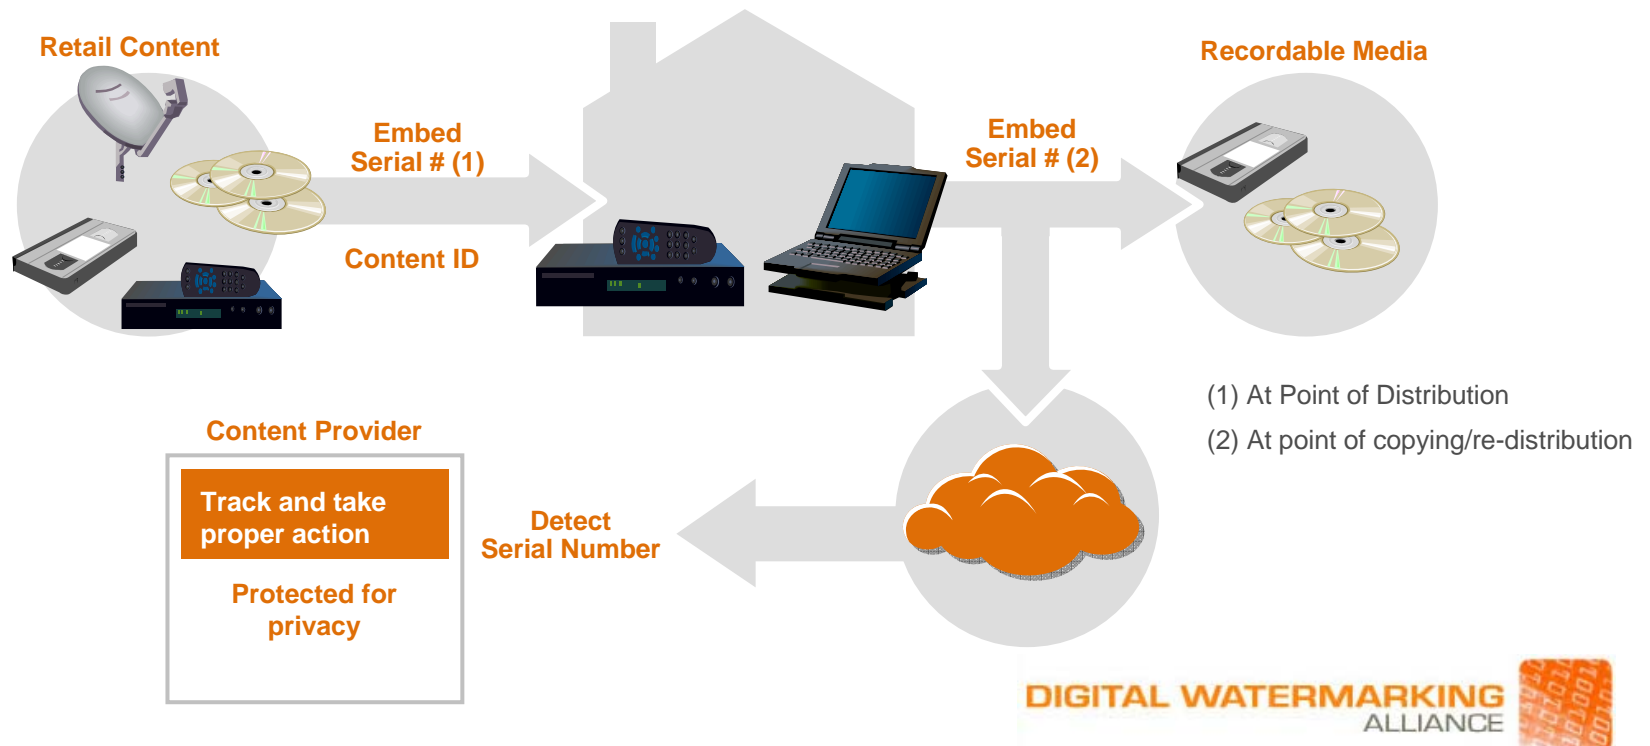 Retail Content
Recordable Media
Embed
Serial # (1)
Embed
Serial # (2)
Content ID
(1) At Point of Distribution
(2) At point of copying/re-distribution
Content Provider
Track and take
proper action
Detect
Serial Number
Protected for
privacy
DIGITAL WATERMARKING
ALLIANCE